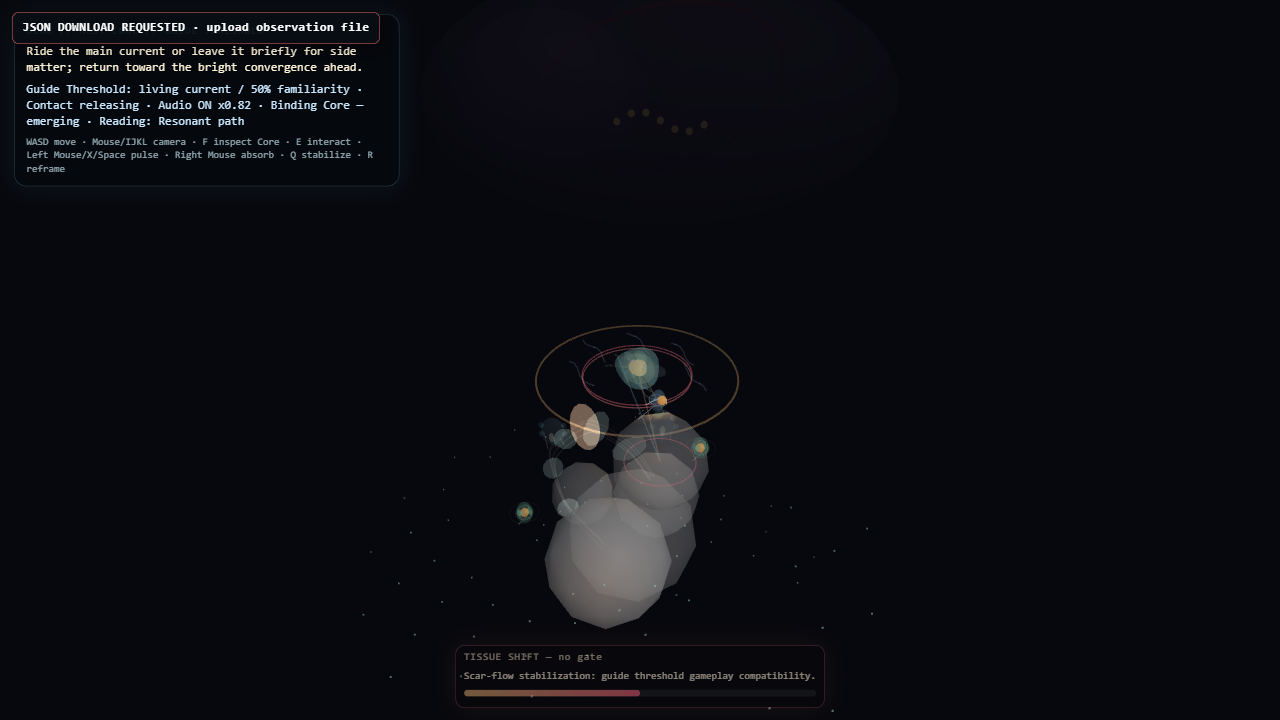 JSON DOWNLOAD REQUESTED · upload observation file
Ride the main current or leave it briefly for side
matter; return toward the bright convergence ahead.
Guide Threshold: living current / 50% familiarity ·
Contact releasing · Audio ON x0.82 · Binding Core —
emerging · Reading: Resonant path
WASD move · Mouse/IJKL camera · F inspect Core · E interact ·
Left Mouse/X/Space pulse · Right Mouse absorb · Q stabilize · R
reframe
TISSUE SHIFT — no gate
Scar-flow stabilization: guide threshold gameplay compatibility.